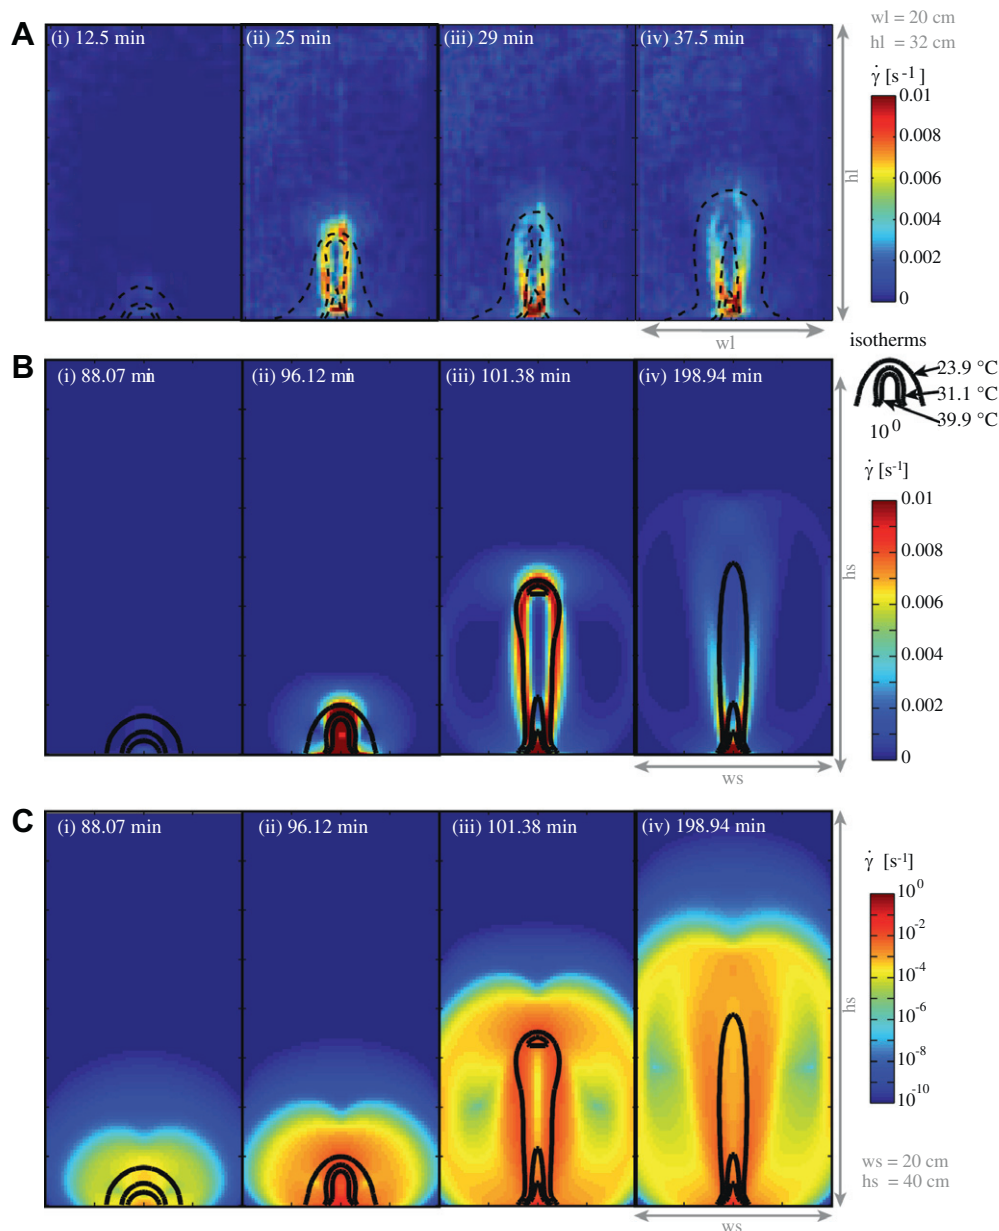 A
(i) 12.5 min
(ii) 25 min
(iii) 29 min
(iv) 37.5 min
wl = 20 cm
hl = 32 cm
γ̇ [s⁻¹]
0.01
0.008
0.006
0.004
0.002
0
hl
wl
B
(i) 88.07 min
(ii) 96.12 min
(iii) 101.38 min
(iv) 198.94 min
isotherms
23.9 °C
31.1 °C
39.9 °C
10⁰
γ̇ [s⁻¹]
0.01
0.008
0.006
0.004
0.002
0
hs
ws
C
(i) 88.07 min
(ii) 96.12 min
(iii) 101.38 min
(iv) 198.94 min
γ̇ [s⁻¹]
10⁰
10⁻²
10⁻⁴
10⁻⁶
10⁻⁸
10⁻¹⁰
hs
ws = 20 cm
hs = 40 cm
ws